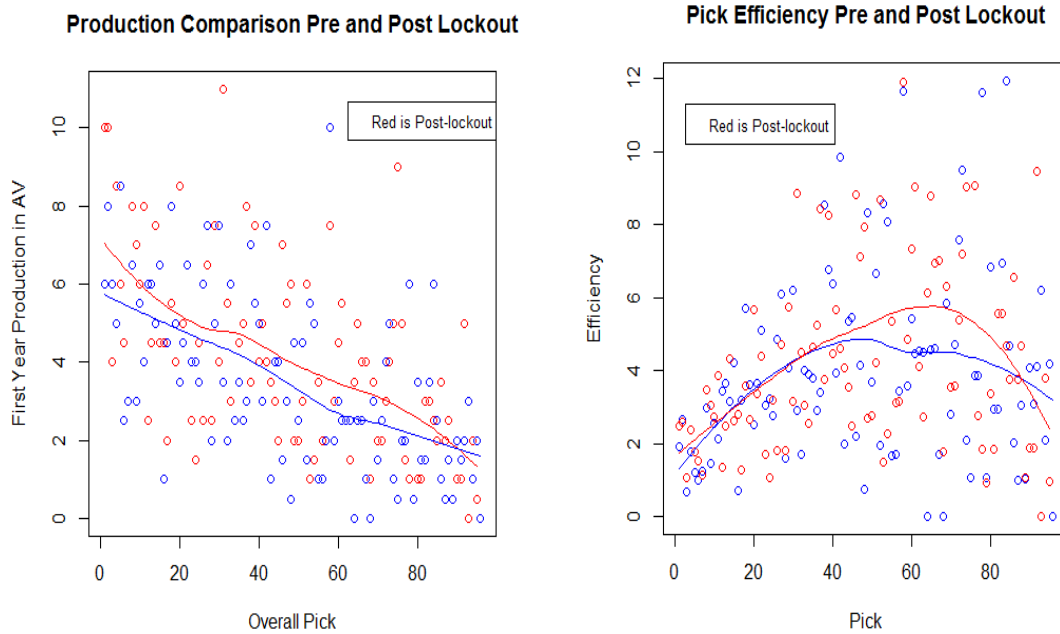 Production Comparison Pre and Post Lockout
Red is Post-lockout
First Year Production in AV
0
2
4
6
8
10
0
20
40
60
80
Overall Pick
Pick Efficiency Pre and Post Lockout
Red is Post-lockout
Efficiency
0
2
4
6
8
10
12
0
20
40
60
80
Pick